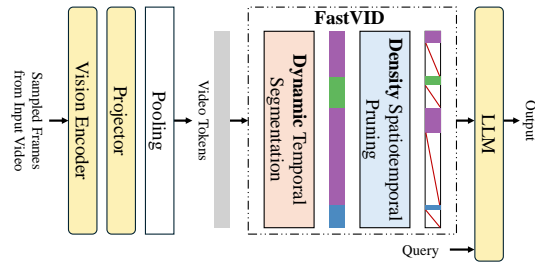 Sampled Frames
from Input Video
Vision Encoder
Projector
Pooling
Video Tokens
FastVID
Dynamic Temporal
Segmentation
Density Spatiotemporal
Pruning
Query
LLM
Output